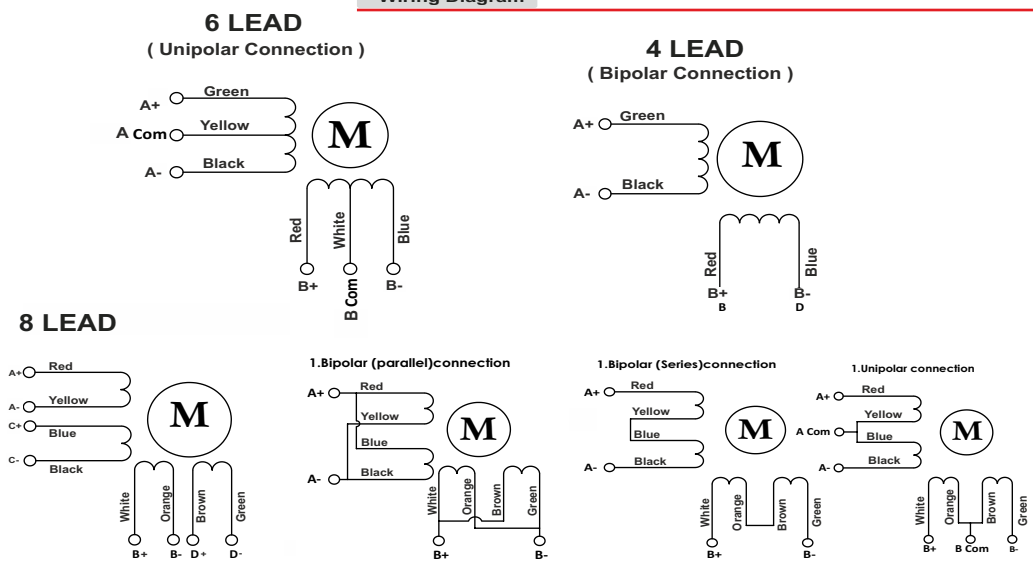 Wiring Diagram
6 LEAD
( Unipolar Connection )
A+
Green
A Com
Yellow
A-
Black
M
Red
White
Blue
B+
B Com
B-
4 LEAD
( Bipolar Connection )
A+
Green
A-
Black
M
Red
Blue
B+
B-
B
D
8 LEAD
A+
Red
A-
Yellow
C+
Blue
C-
Black
M
White
Orange
Brown
Green
B+
B-
D+
D-
1.Bipolar (parallel)connection
A+
Red
Yellow
Blue
A-
Black
M
White
Orange
Brown
Green
B+
B-
1.Bipolar (Series)connection
A+
Red
Yellow
Blue
A-
Black
M
White
Orange
Brown
Green
B+
B-
1.Unipolar connection
A+
Red
Yellow
A Com
Blue
A-
Black
M
White
Orange
Brown
Green
B+
B Com
B-